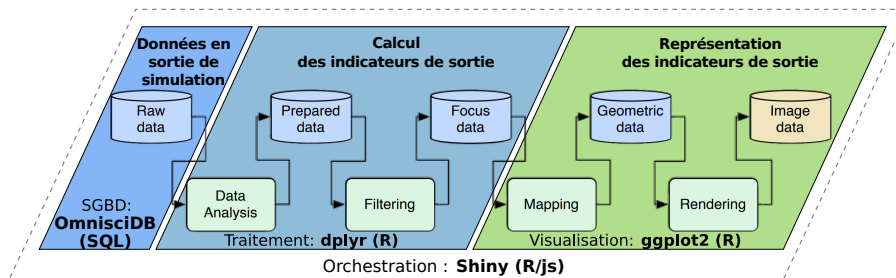 Données en
sortie de
simulation
Calcul
des indicateurs de sortie
Représentation
des indicateurs de sortie
Raw
data
Prepared
data
Focus
data
Geometric
data
Image
data
Data
Analysis
Filtering
Mapping
Rendering
SGBD:
OmnisciDB
(SQL)
Traitement: dplyr (R)
Visualisation: ggplot2 (R)
Orchestration : Shiny (R/js)